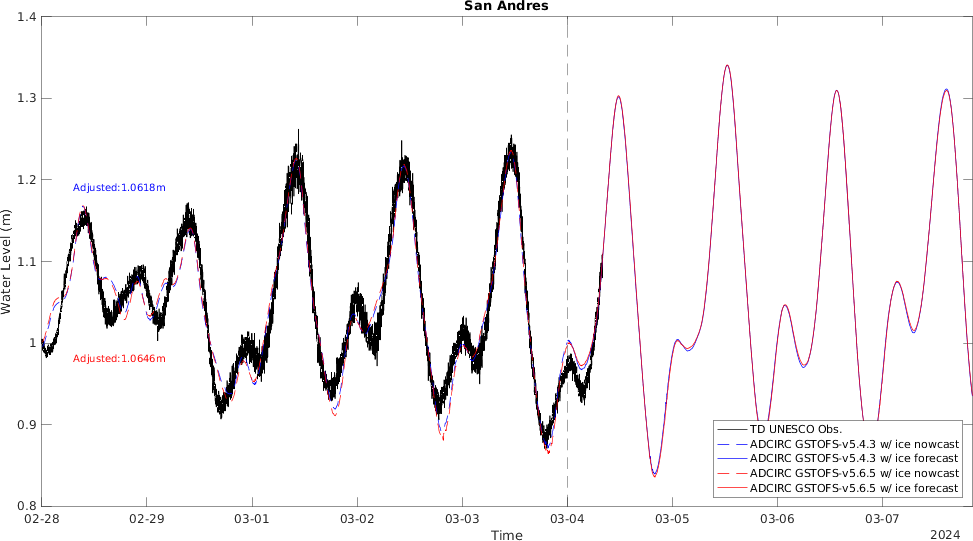 San Andres
1.4
1.3
1.2
1.1
1
0.9
0.8
Water Level (m)
Adjusted:1.0618m
Adjusted:1.0646m
TD UNESCO Obs.
ADCIRC GSTOFS-v5.4.3 w/ ice nowcast
ADCIRC GSTOFS-v5.4.3 w/ ice forecast
ADCIRC GSTOFS-v5.6.5 w/ ice nowcast
ADCIRC GSTOFS-v5.6.5 w/ ice forecast
02-28 02-29 03-01 03-02 03-03 03-04 03-05 03-06 03-07
Time
2024